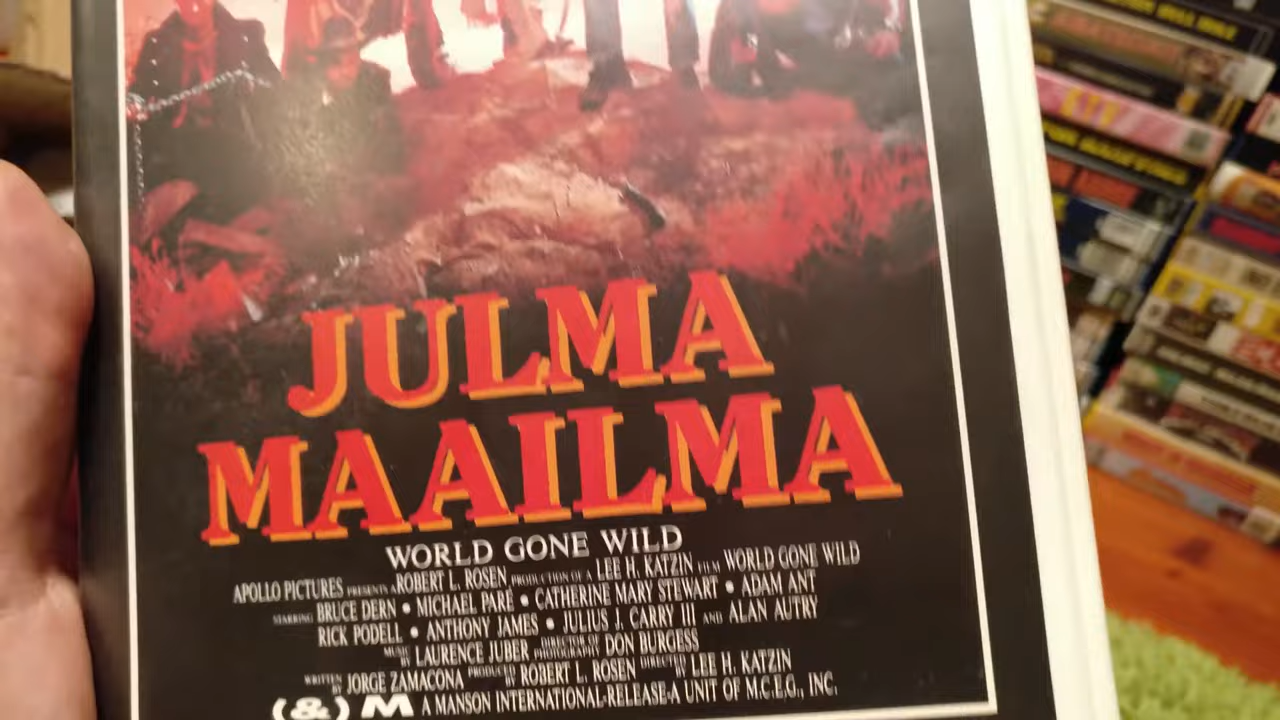 JULMA
MAAILMA
WORLD GONE WILD
APOLLO PICTURES PRESENTS A ROBERT L. ROSEN PRODUCTION OF A LEE H. KATZIN FILM WORLD GONE WILD
STARRING BRUCE DERN • MICHAEL PARÉ • CATHERINE MARY STEWART • ADAM ANT
RICK PODELL • ANTHONY JAMES • JULIUS J. CARRY III AND ALAN AUTRY
MUSIC BY LAURENCE JUBER DIRECTOR OF PHOTOGRAPHY DON BURGESS
WRITTEN BY JORGE ZAMACONA PRODUCED BY ROBERT L. ROSEN DIRECTED BY LEE H. KATZIN
(&) M A MANSON INTERNATIONAL-RELEASE-A UNIT OF M.C.E.G., INC.